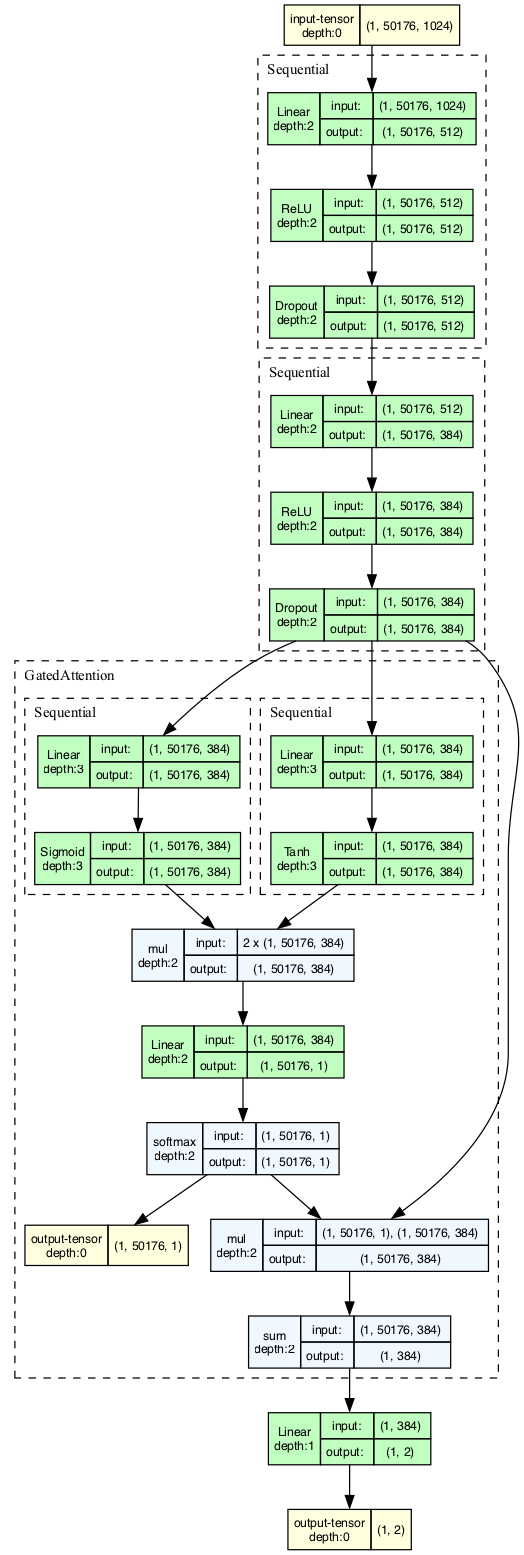 input-tensor
depth:0
(1, 50176, 1024)
Sequential
Linear
depth:2
input:
(1, 50176, 1024)
output:
(1, 50176, 512)
ReLU
depth:2
input:
(1, 50176, 512)
output:
(1, 50176, 512)
Dropout
depth:2
input:
(1, 50176, 512)
output:
(1, 50176, 512)
Sequential
Linear
depth:2
input:
(1, 50176, 512)
output:
(1, 50176, 384)
ReLU
depth:2
input:
(1, 50176, 384)
output:
(1, 50176, 384)
Dropout
depth:2
input:
(1, 50176, 384)
output:
(1, 50176, 384)
GatedAttention
Sequential
Linear
depth:3
input:
(1, 50176, 384)
output:
(1, 50176, 384)
Sigmoid
depth:3
input:
(1, 50176, 384)
output:
(1, 50176, 384)
Sequential
Linear
depth:3
input:
(1, 50176, 384)
output:
(1, 50176, 384)
Tanh
depth:3
input:
(1, 50176, 384)
output:
(1, 50176, 384)
mul
depth:2
input:
2 x (1, 50176, 384)
output:
(1, 50176, 384)
Linear
depth:2
input:
(1, 50176, 384)
output:
(1, 50176, 1)
softmax
depth:2
input:
(1, 50176, 1)
output:
(1, 50176, 1)
output-tensor
depth:0
(1, 50176, 1)
mul
depth:2
input:
(1, 50176, 1), (1, 50176, 384)
output:
(1, 50176, 384)
sum
depth:2
input:
(1, 50176, 384)
output:
(1, 384)
Linear
depth:1
input:
(1, 384)
output:
(1, 2)
output-tensor
depth:0
(1, 2)